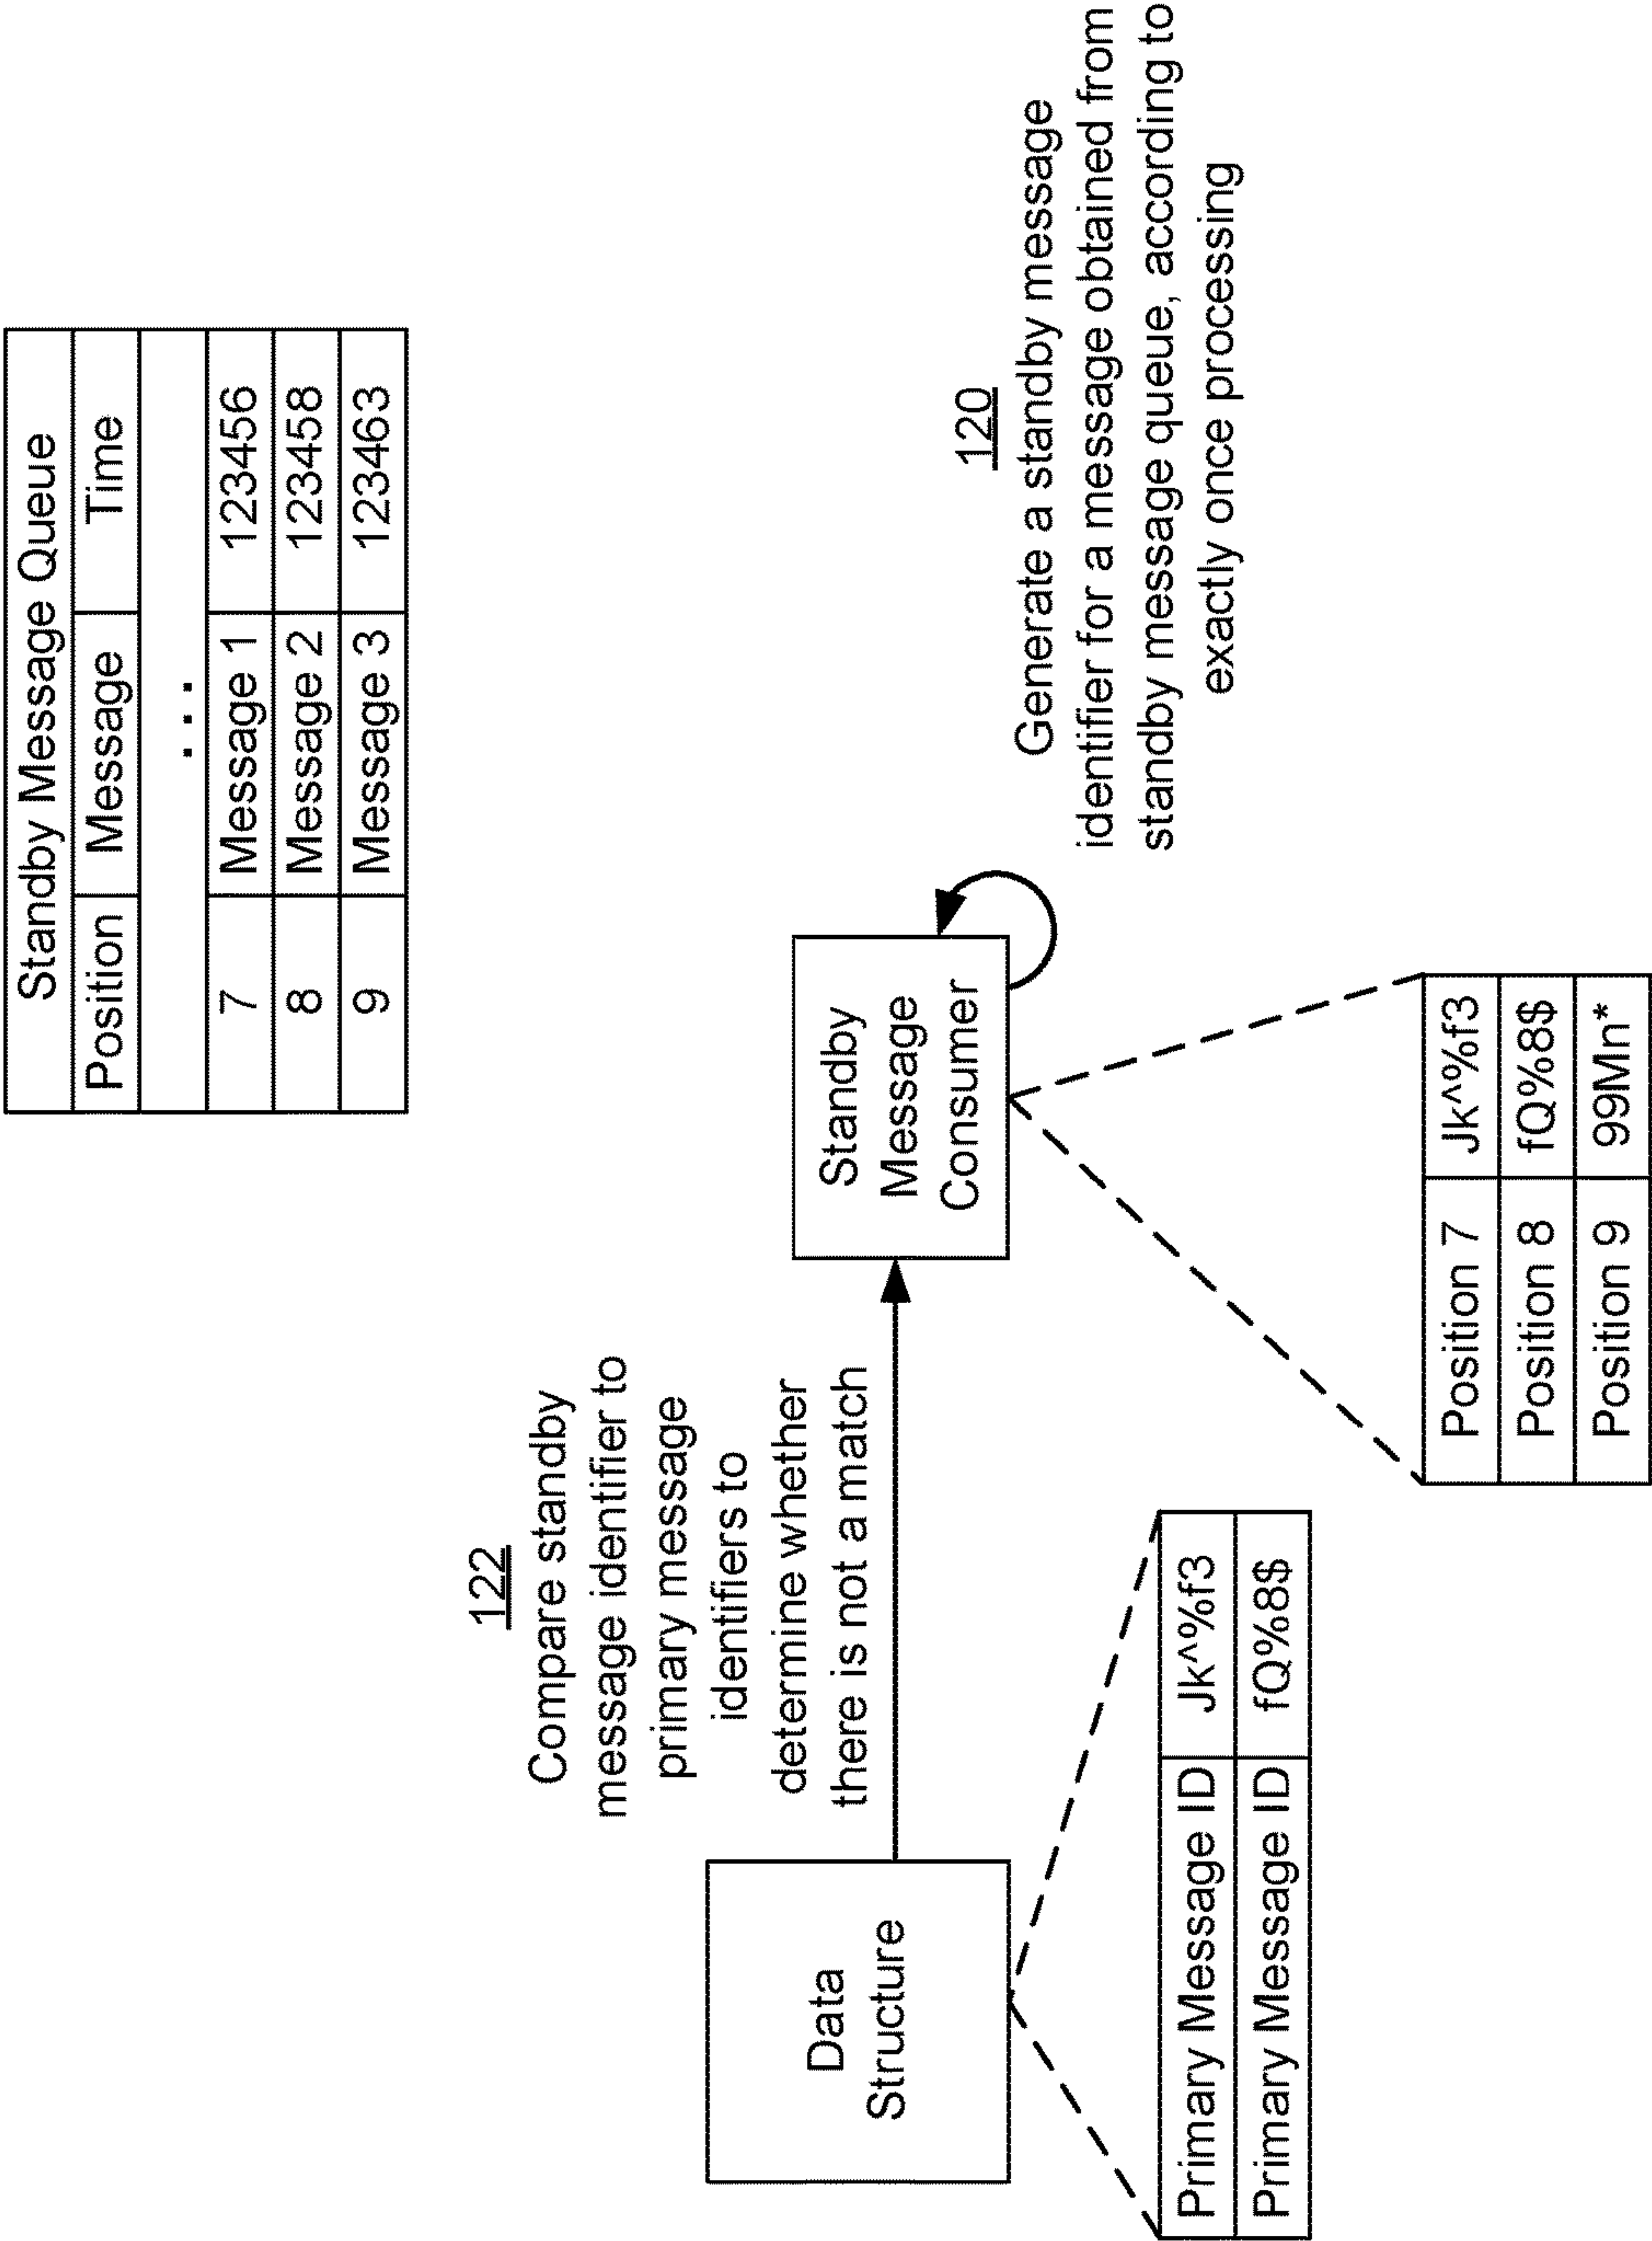 Standby Message Queue
Position Message Time
...
7 Message 1 123456
8 Message 2 123458
9 Message 3 123463
122
Compare standby
message identifier to
primary message
identifiers to
determine whether
there is not a match
Data
Structure
Standby
Message
Consumer
120
Generate a standby message
identifier for a message obtained from
standby message queue, according to
exactly once processing
Primary Message ID Jk^%f3
Primary Message ID fQ%8$
Position 7 Jk^%f3
Position 8 fQ%8$
Position 9 99Mn*